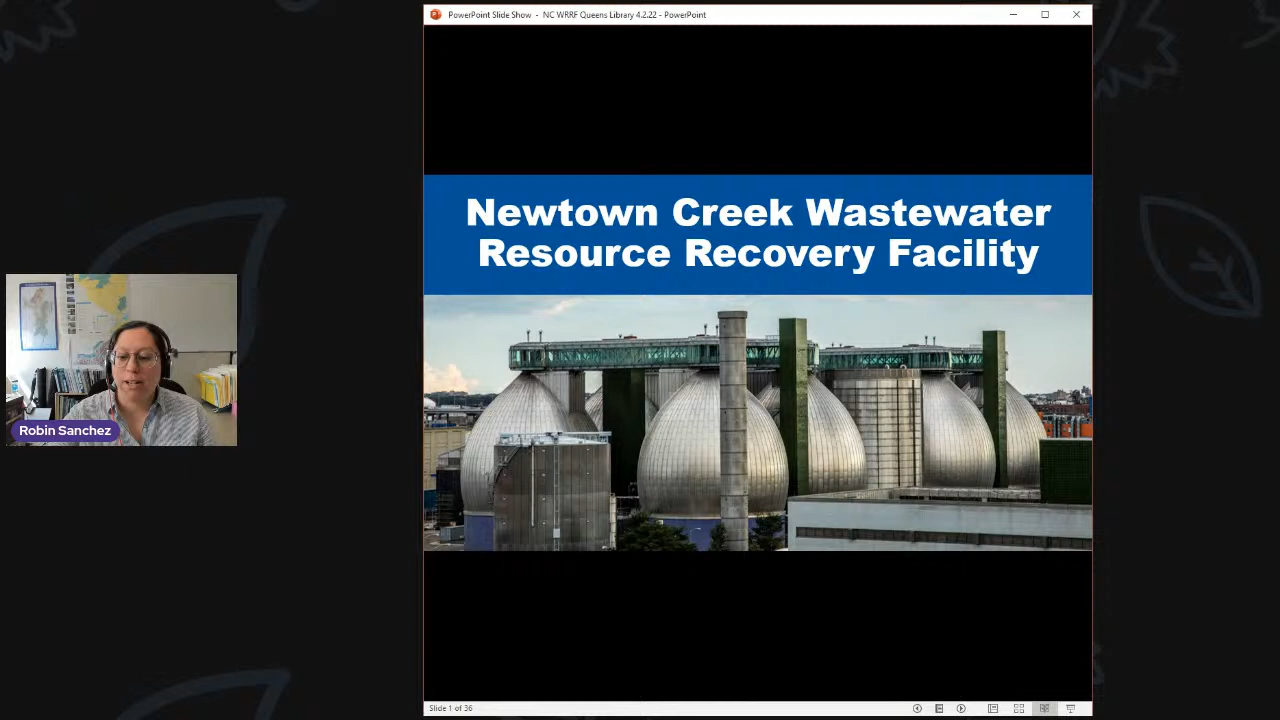 PowerPoint Slide Show - NC WRRF Queens Library 4.2.22 - PowerPoint
Newtown Creek Wastewater
Resource Recovery Facility
Robin Sanchez
Slide 1 of 36